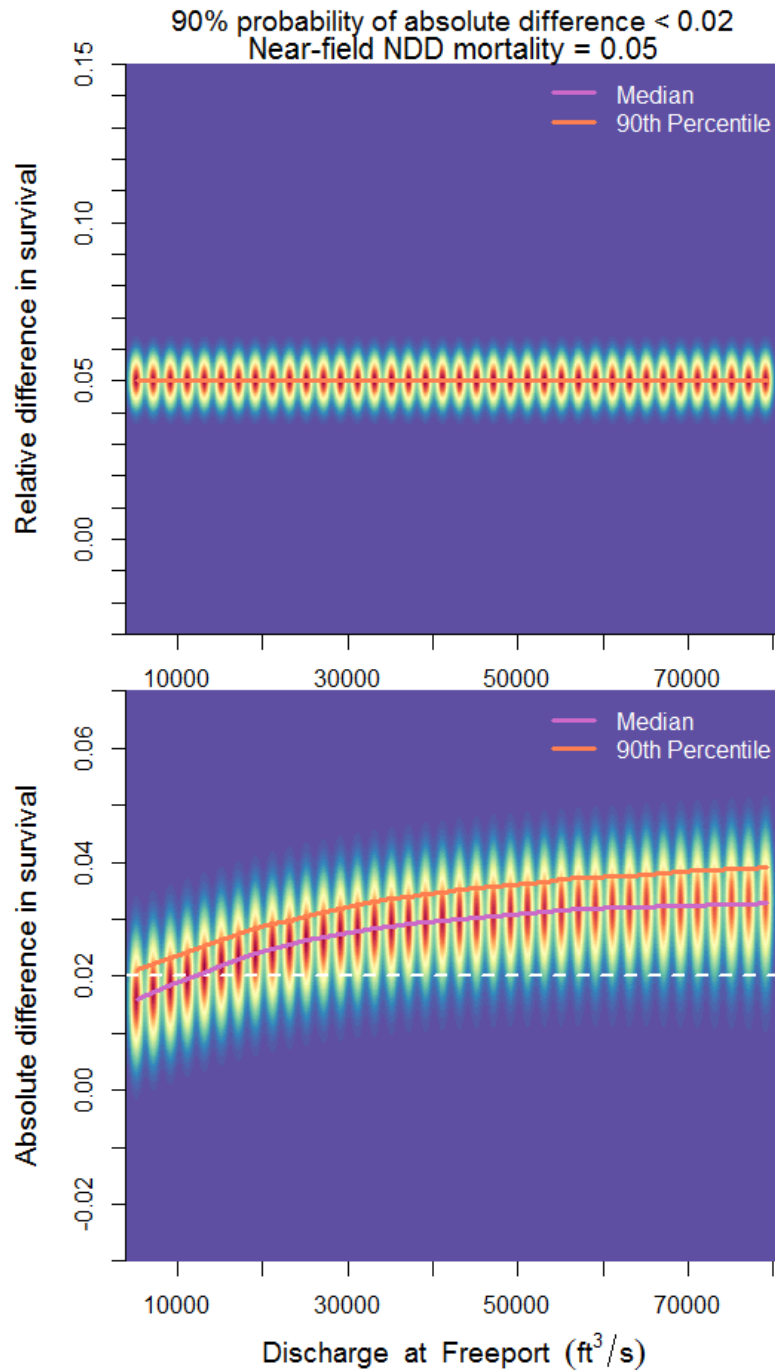 90% probability of absolute difference < 0.02
Near-field NDD mortality = 0.05
Relative difference in survival
0.15
0.10
0.05
0.00
Median
90th Percentile
10000 30000 50000 70000
Absolute difference in survival
0.06
0.04
0.02
0.00
-0.02
Median
90th Percentile
10000 30000 50000 70000
Discharge at Freeport (ft³/s)